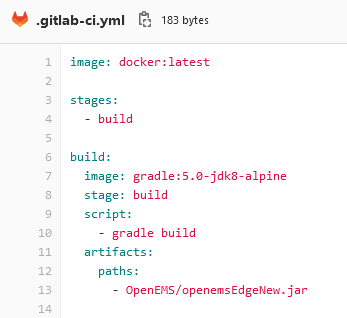 .gitlab-ci.yml 183 bytes
1 image: docker:latest
2
3 stages:
4   - build
5
6 build:
7   image: gradle:5.0-jdk8-alpine
8   stage: build
9   script:
10     - gradle build
11   artifacts:
12     paths:
13       - OpenEMS/openemsEdgeNew.jar
14